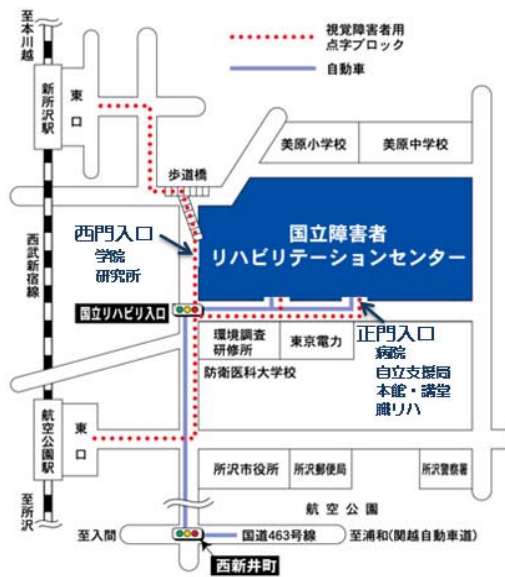 至本川越
新所沢駅
東口
視覚障害者用
点字ブロック
自動車
美原小学校
美原中学校
歩道橋
西門入口
学院
研究所
国立障害者
リハビリテーションセンター
西武新宿線
国立リハビリ入口
環境調査
研修所
東京電力
正門入口
病院
自立支援局
本館・講堂
職リハ
防衛医科大学校
航空公園駅
東口
所沢市役所
所沢郵便局
所沢警察署
至所沢
航空公園
至入間
国道463号線
至浦和(関越自動車道)
西新井町